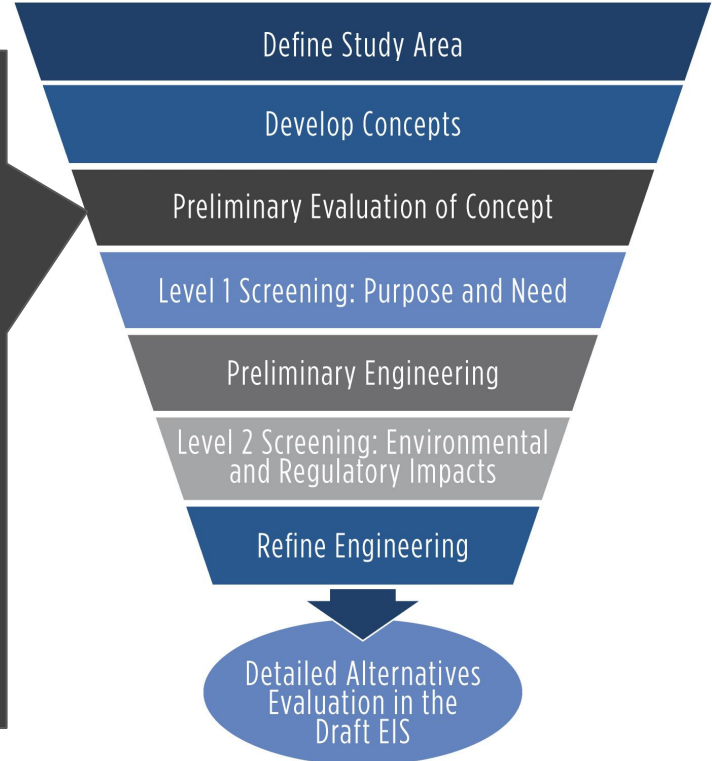 Define Study Area
Develop Concepts
Preliminary Evaluation of Concept
Level 1 Screening: Purpose and Need
Preliminary Engineering
Level 2 Screening: Environmental
and Regulatory Impacts
Refine Engineering
Detailed Alternatives
Evaluation in the
Draft EIS